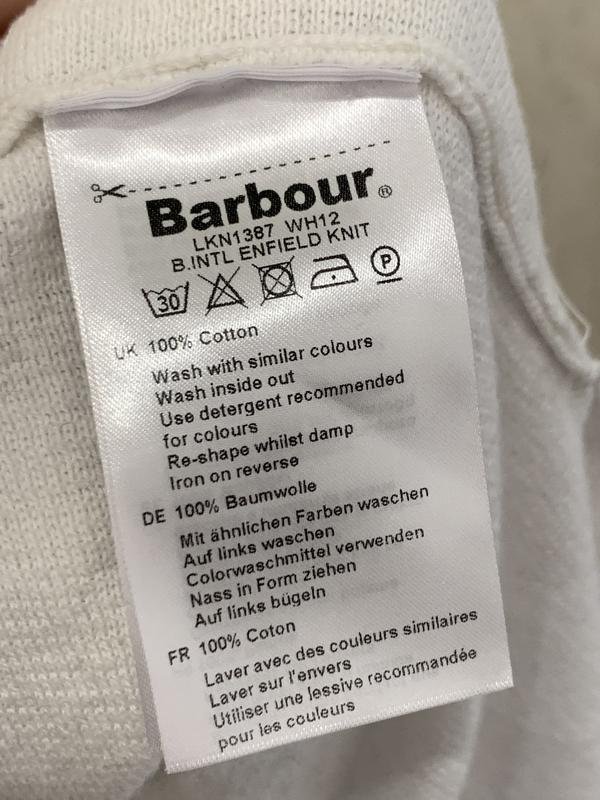 Barbour®
LKN1387 WH12
B.INTL ENFIELD KNIT
30 P
UK 100% Cotton
Wash with similar colours
Wash inside out
Use detergent recommended
for colours
Re-shape whilst damp
Iron on reverse
DE 100% Baumwolle
Mit ähnlichen Farben waschen
Auf links waschen
Colorwaschmittel verwenden
Nass in Form ziehen
Auf links bügeln
FR 100% Coton
Laver avec des couleurs similaires
Laver sur l'envers
Utiliser une lessive recommandée
pour les couleurs